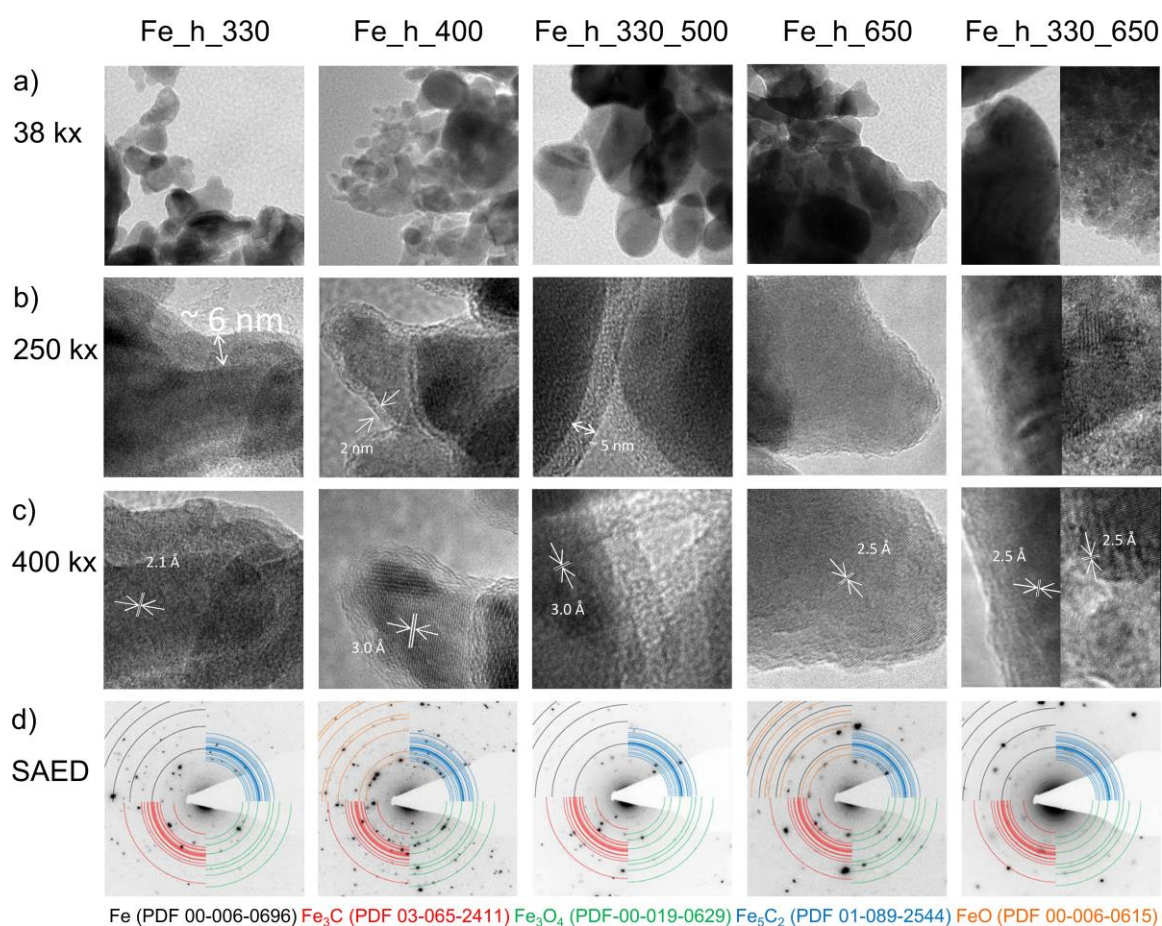 Fe_h_330 Fe_h_400 Fe_h_330_500 Fe_h_650 Fe_h_330_650
a)
38 kx
b)
250 kx
~ 6 nm
2 nm
~ 5 nm
c)
400 kx
2.1 Å
3.0 Å
3.0 Å
2.5 Å
2.5 Å
2.5 Å
d)
SAED
Fe (PDF 00-006-0696) Fe₃C (PDF 03-065-2411) Fe₃O₄ (PDF-00-019-0629) Fe₅C₂ (PDF 01-089-2544) FeO (PDF 00-006-0615)